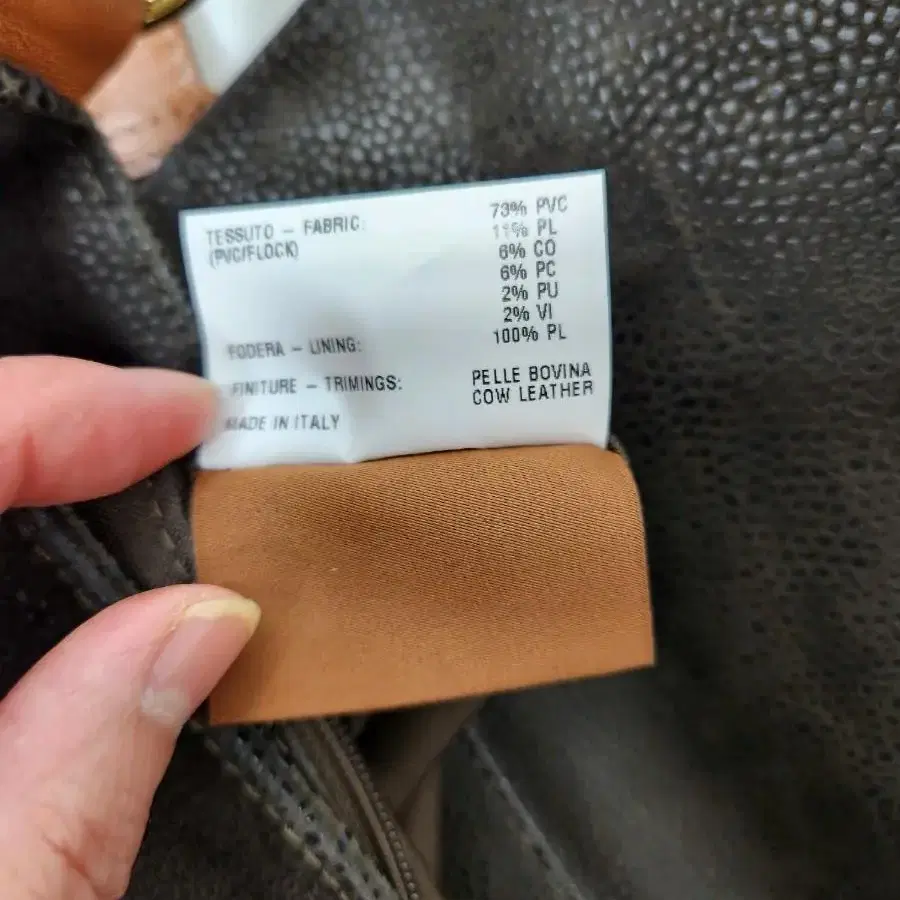 TESSUTO - FABRIC: 73% PVC
(PVC/FLOCK) 11% PL
6% CO
6% PC
2% PU
2% VI
FODERA - LINING: 100% PL
FINITURE - TRIMINGS: PELLE BOVINA
COW LEATHER
MADE IN ITALY